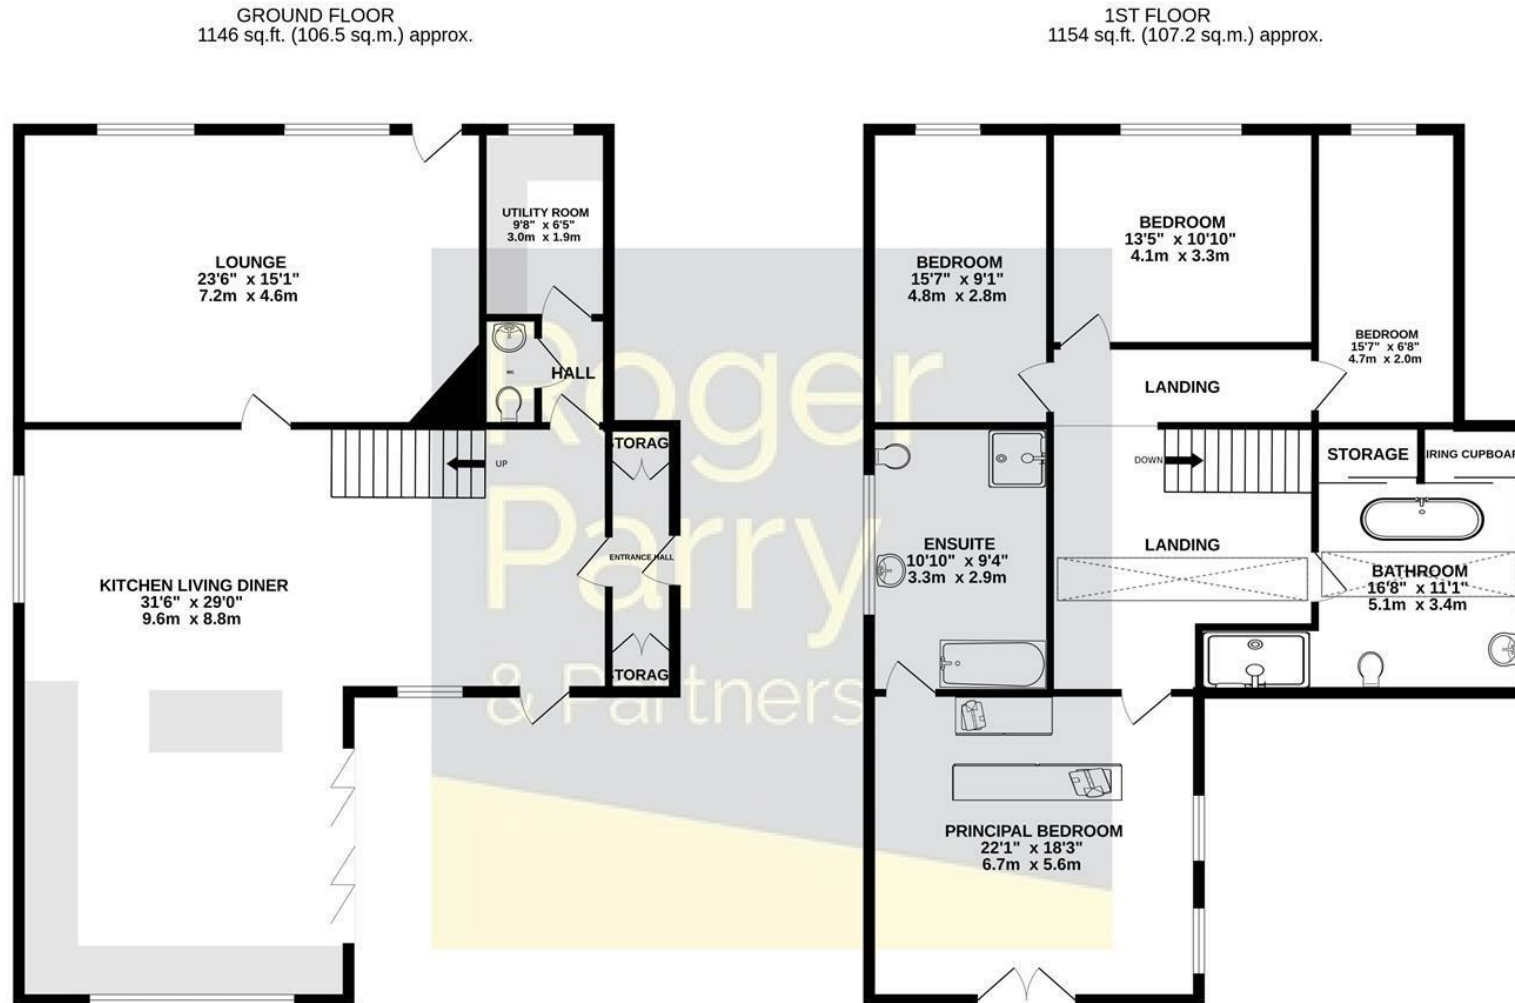 GROUND FLOOR
1146 sq.ft. (106.5 sq.m.) approx.
1ST FLOOR
1154 sq.ft. (107.2 sq.m.) approx.
LOUNGE
23'6" x 15'1"
7.2m x 4.6m
UTILITY ROOM
9'8" x 6'5"
3.0m x 1.9m
WC
HALL
UP
STORAG
ENTRANCE HALL
STORAG
KITCHEN LIVING DINER
31'6" x 29'0"
9.6m x 8.8m
BEDROOM
15'7" x 9'1"
4.8m x 2.8m
BEDROOM
13'5" x 10'10"
4.1m x 3.3m
BEDROOM
15'7" x 6'8"
4.7m x 2.0m
LANDING
DOWN
STORAGE
IRING CUPBOAR
ENSUITE
10'10" x 9'4"
3.3m x 2.9m
LANDING
BATHROOM
16'8" x 11'1"
5.1m x 3.4m
PRINCIPAL BEDROOM
22'1" x 18'3"
6.7m x 5.6m
Roger
Parry
& Partners